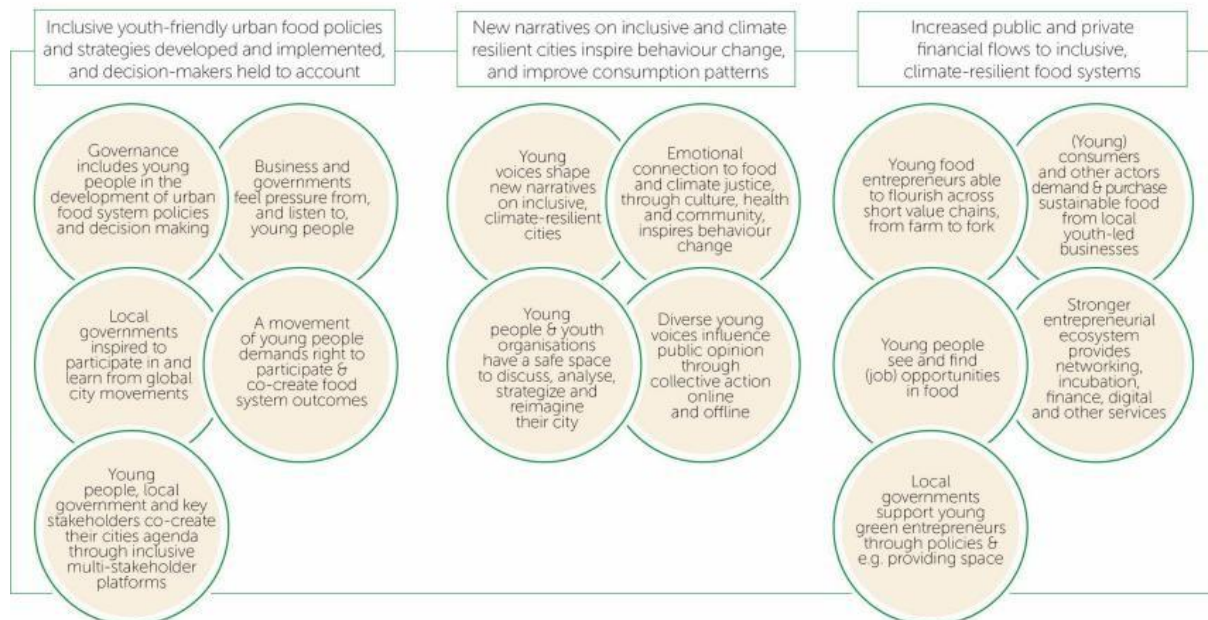 Inclusive youth-friendly urban food policies
and strategies developed and implemented,
and decision-makers held to account
Governance
includes young
people in the
development of urban
food system policies
and decision making
Business and
governments
feel pressure from,
and listen to,
young people
Local
governments
inspired to
participate in and
learn from global
city movements
A movement
of young people
demands right to
participate &
co-create food
system outcomes
Young
people, local
government and key
stakeholders co-create
their cities agenda
through inclusive
multi-stakeholder
platforms
New narratives on inclusive and climate
resilient cities inspire behaviour change,
and improve consumption patterns
Young
voices shape
new narratives
on inclusive,
climate-resilient
cities
Emotional
connection to food
and climate justice,
through culture, health
and community,
inspires behaviour
change
Young
people & youth
organisations
have a safe space
to discuss, analyse,
strategize and
reimagine
their city
Diverse young
voices influence
public opinion
through
collective action
online
and offline
Increased public and private
financial flows to inclusive,
climate-resilient food systems
Young food
entrepreneurs able
to flourish across
short value chains,
from farm to fork
(Young)
consumers
and other actors
demand & purchase
sustainable food
from local
youth-led
businesses
Young people
see and find
(job) opportunities
in food
Stronger
entrepreneurial
ecosystem
provides
networking,
incubation,
finance, digital
and other services
Local
governments
support young
green entrepreneurs
through policies &
e.g. providing space